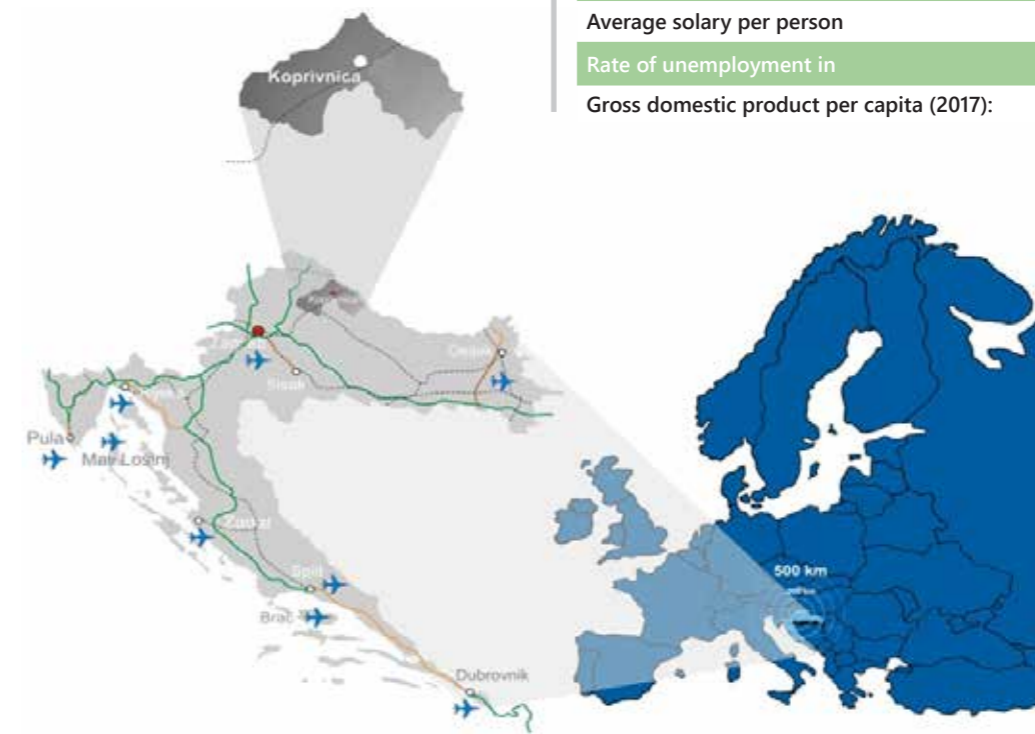 Average solary per person
Rate of unemployment in
Gross domestic product per capita (2017):
Koprivnica
Osijek
Sisak
Pula
Mali Lošinj
Zadar
Split
Brač
Dubrovnik
500 km